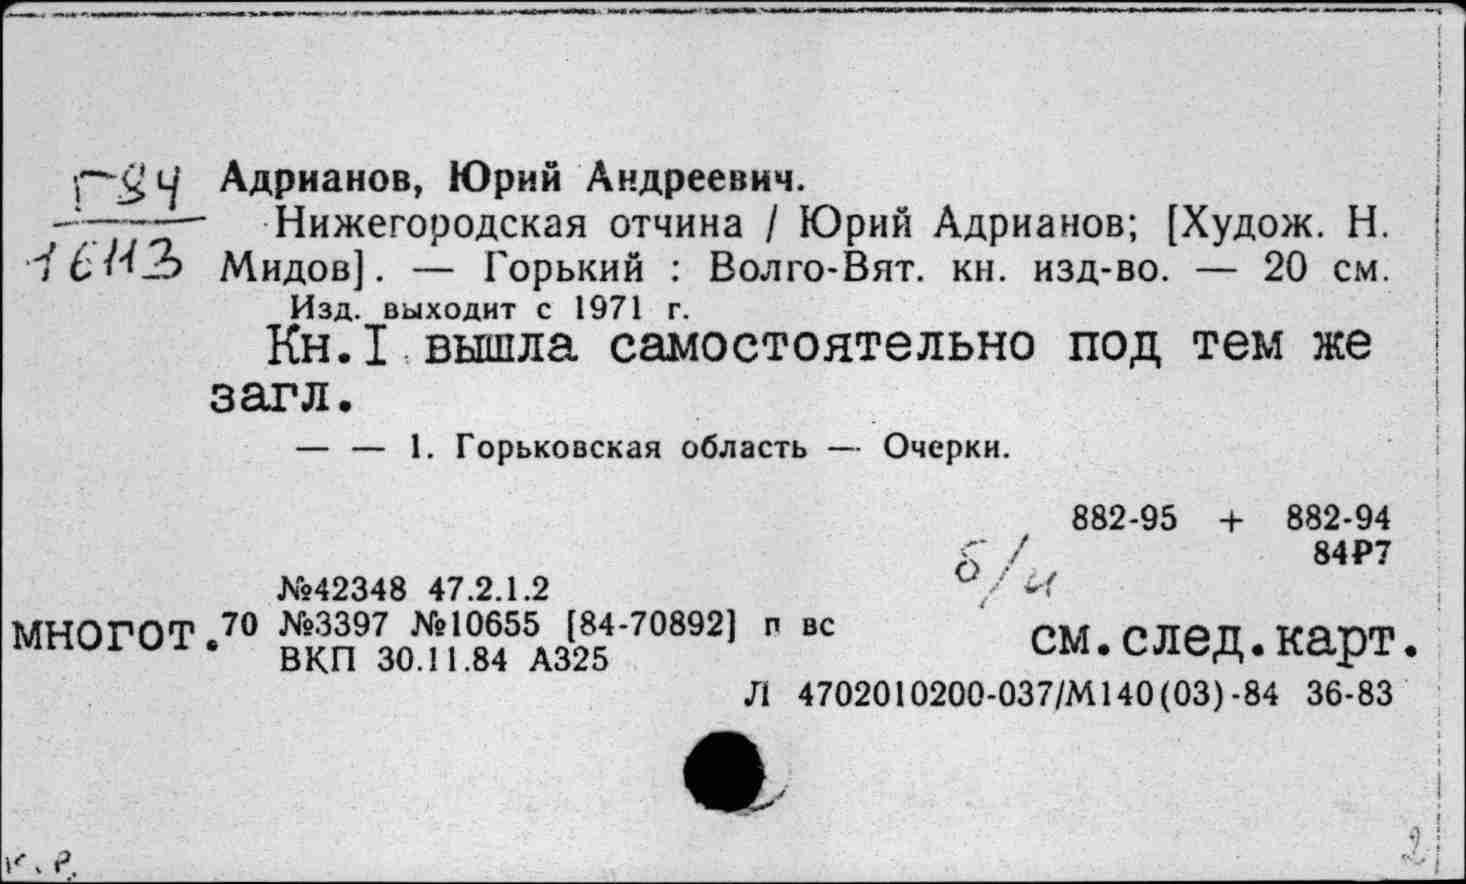 Г84
Адрианов, Юрий Андреевич.
Нижегородская отчина / Юрий Адрианов; [Худож. Н.
Мидов]. — Горький : Волго-Вят. кн. изд-во. — 20 см.
Изд. выходит с 1971 г.
Кн.I вышла самостоятельно под тем же
загл.
— — 1. Горьковская область — Очерки.
882-95 + 882-94
84Р7
б/и
№42348 47.2.1.2
многот.70 №3397 №10655 [84-70892] п вс
см.след.карт.
ВКП 30.11.84 А325
Л 4702010200-037/М140(03)-84 36-83